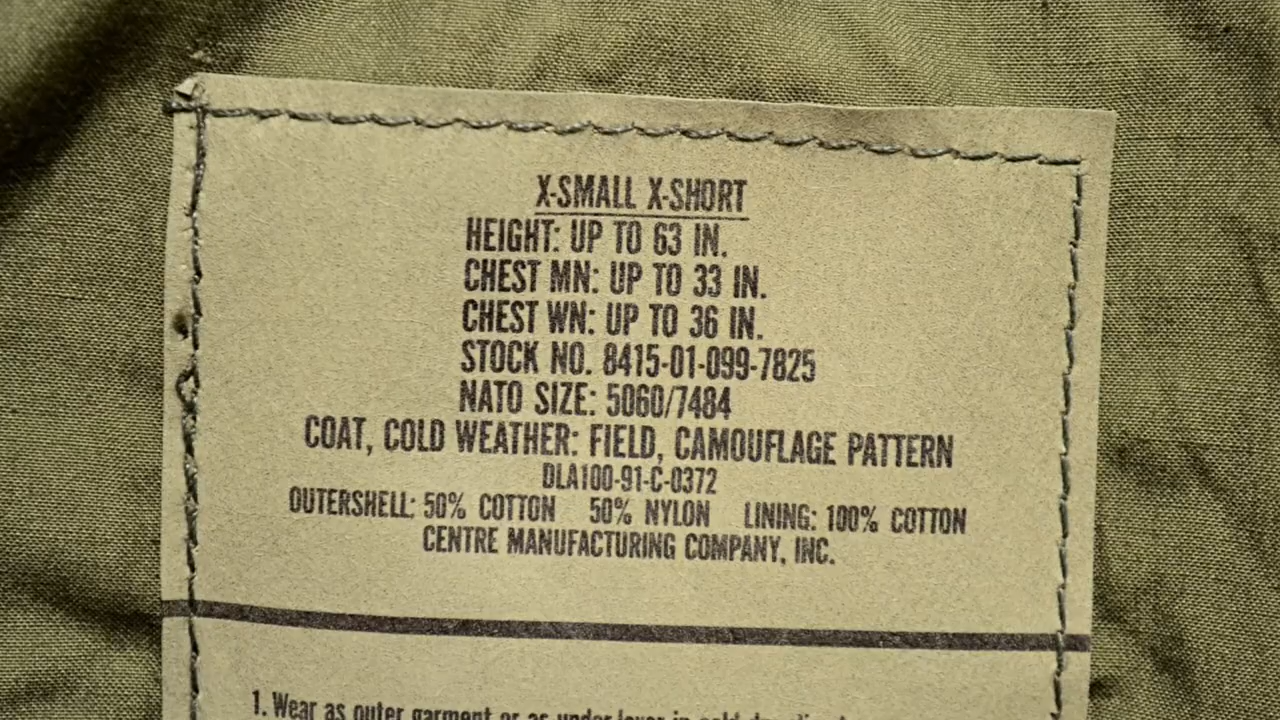 X-SMALL X-SHORT
HEIGHT: UP TO 63 IN.
CHEST MN: UP TO 33 IN.
CHEST WN: UP TO 36 IN.
STOCK NO. 8415-01-099-7825
NATO SIZE: 5060/7484
COAT, COLD WEATHER: FIELD, CAMOUFLAGE PATTERN
DLA100-91-C-0372
OUTERSHELL: 50% COTTON 50% NYLON LINING: 100% COTTON
CENTRE MANUFACTURING COMPANY, INC.
1. Wear as outer garment or as under layer in cold dry